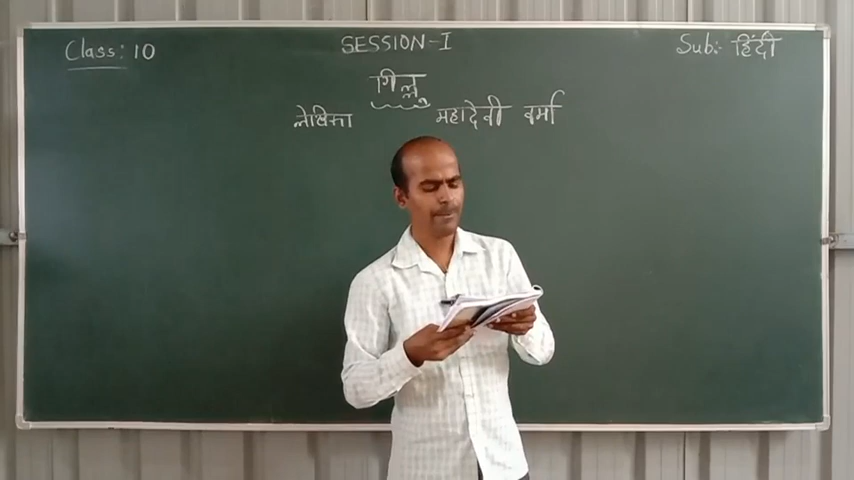 Class: 10 SESSION-I Sub:- हिंदी
गिल्लू
लेखिका महादेवी वर्मा